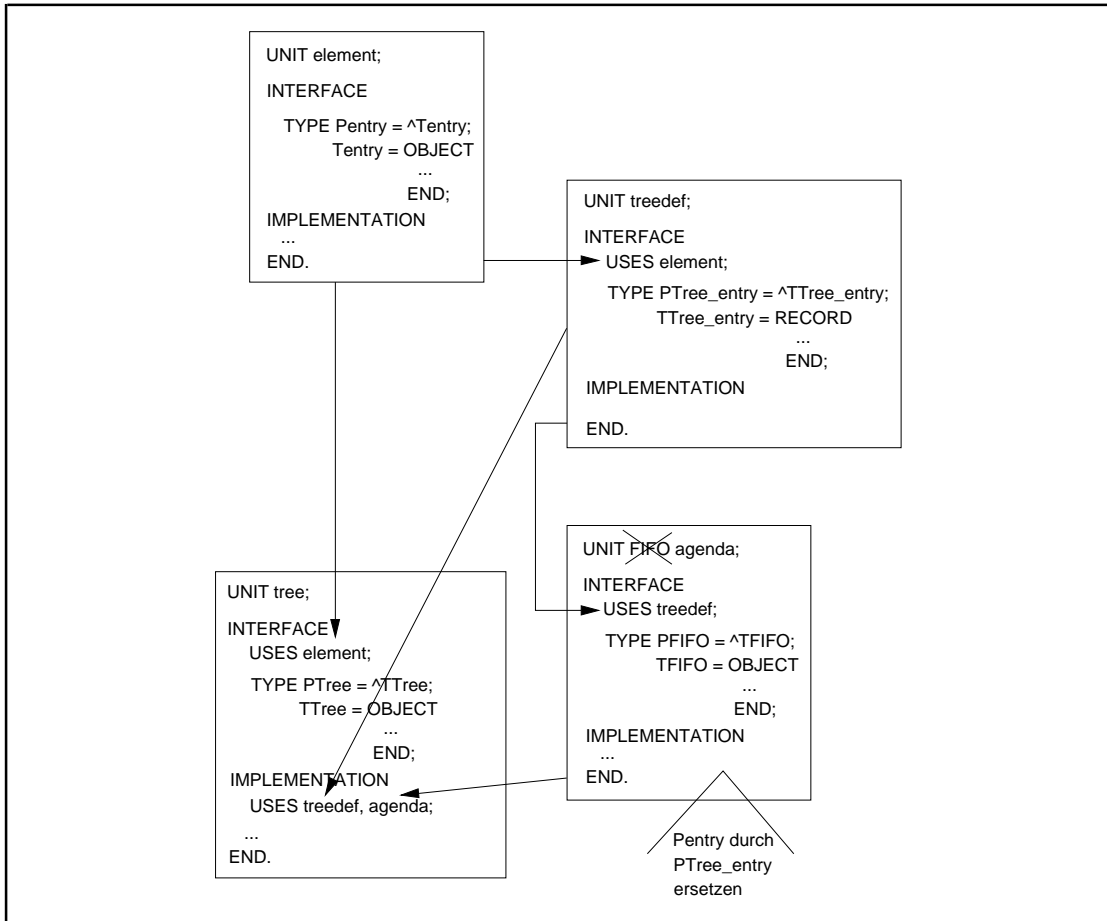 UNIT element;
INTERFACE
TYPE Pentry = ^Tentry;
Tentry = OBJECT
...
END;
IMPLEMENTATION
...
END.
UNIT treedef;
INTERFACE
USES element;
TYPE PTree_entry = ^TTree_entry;
TTree_entry = RECORD
...
END;
IMPLEMENTATION
END.
UNIT tree;
INTERFACE
USES element;
TYPE PTree = ^TTree;
TTree = OBJECT
...
END;
IMPLEMENTATION
USES treedef, agenda;
...
END.
UNIT FIFO agenda;
INTERFACE
USES treedef;
TYPE PFIFO = ^TFIFO;
TFIFO = OBJECT
...
END;
IMPLEMENTATION
...
END.
Pentry durch
PTree_entry
ersetzen